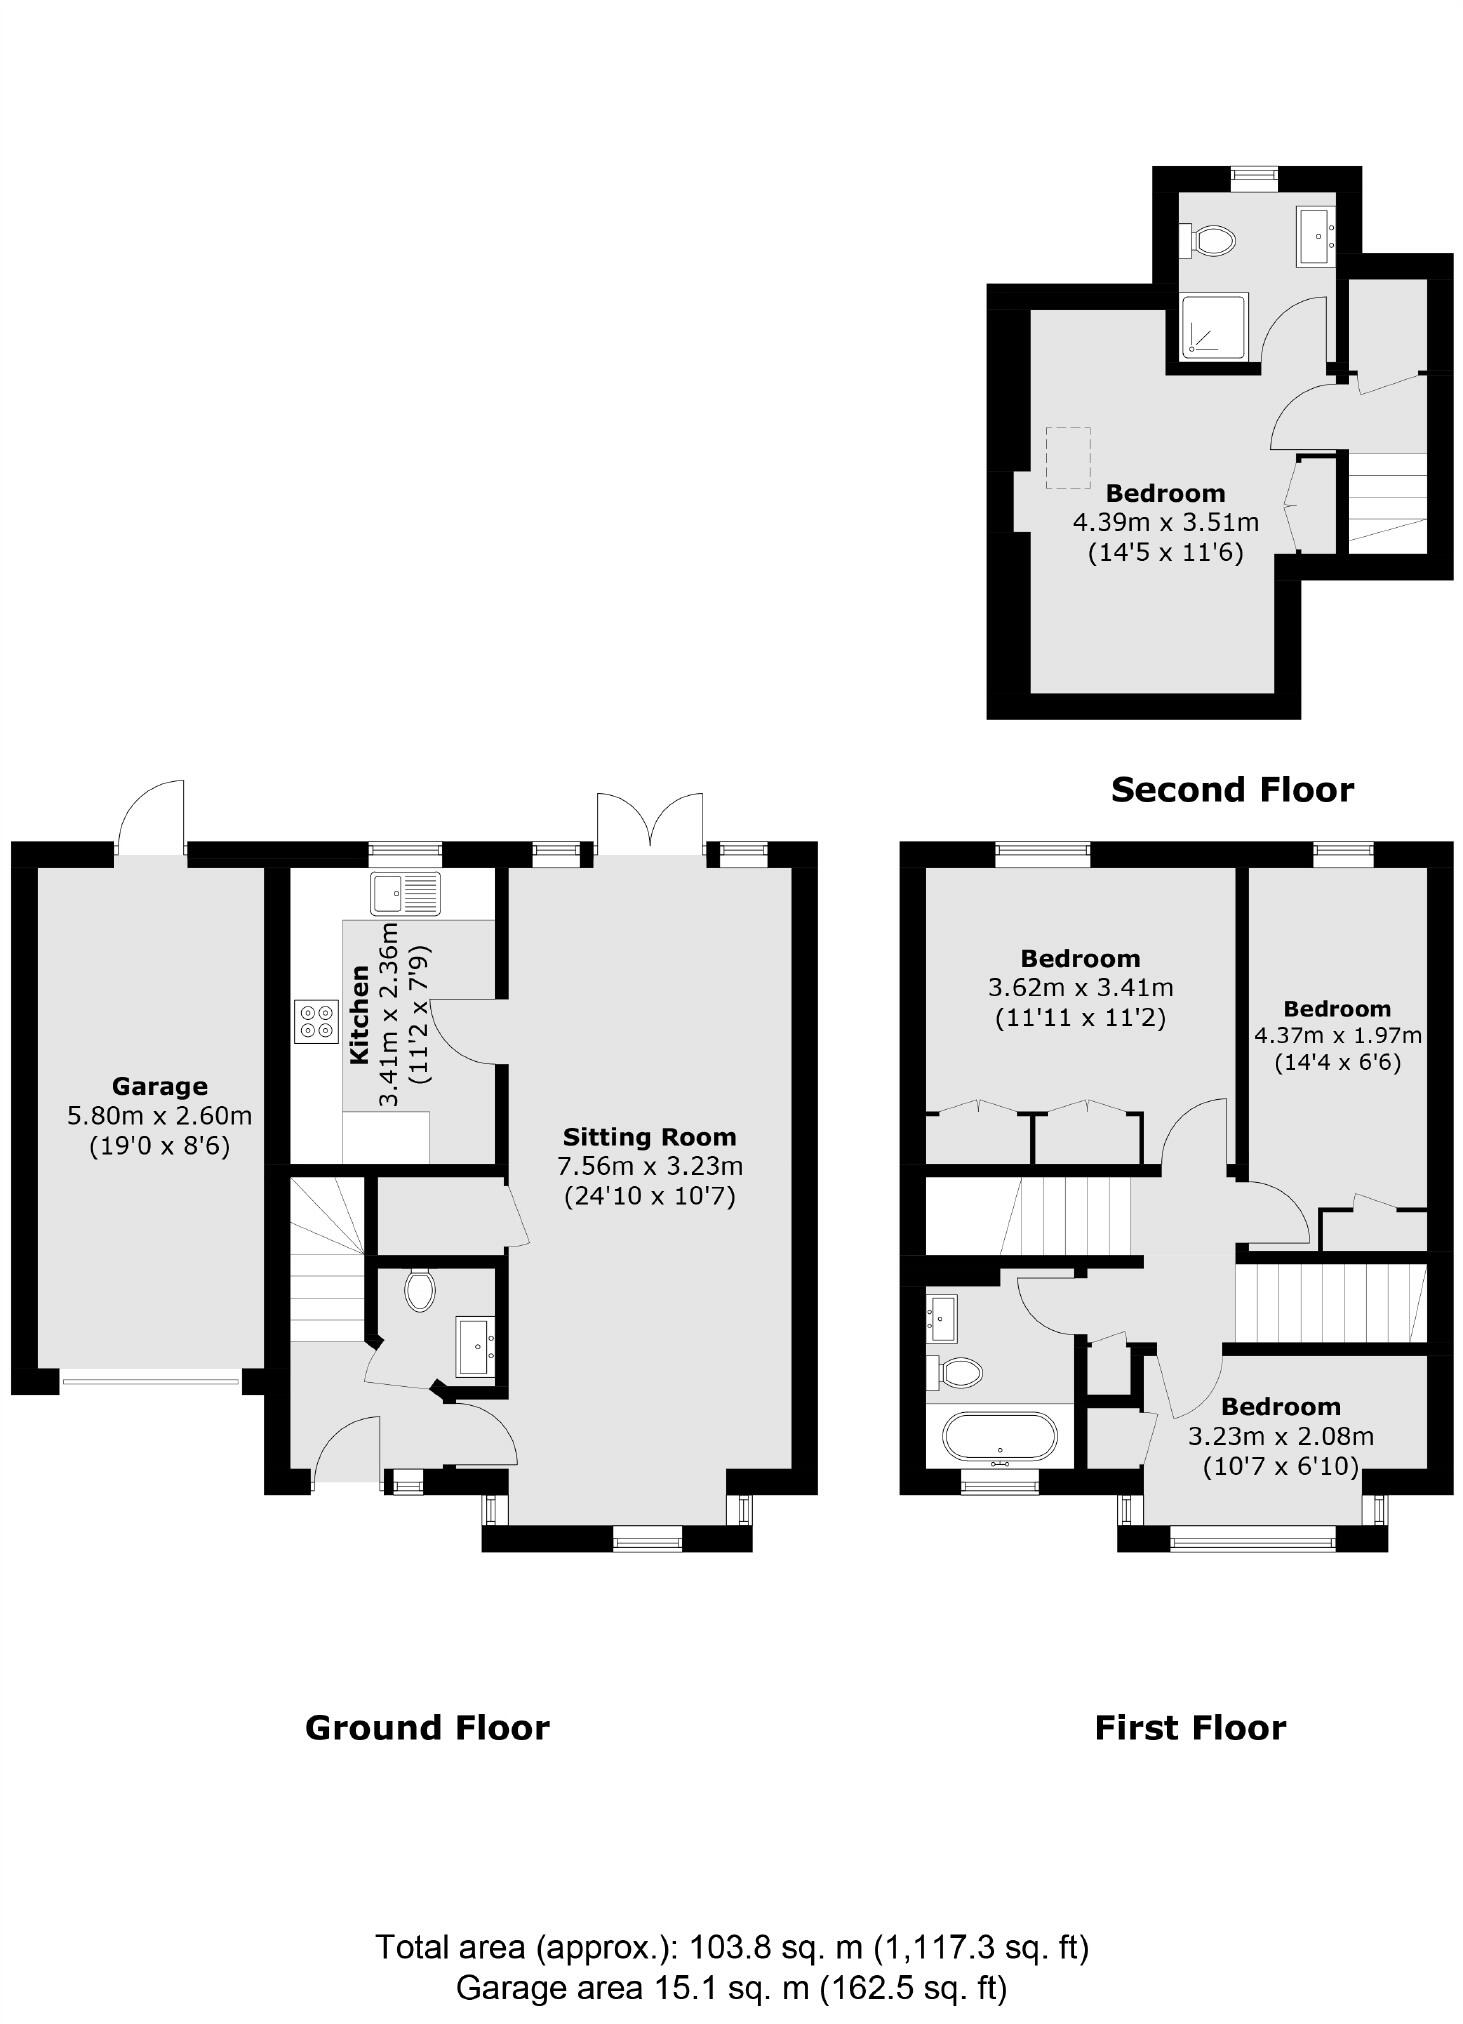 Bedroom
4.39m x 3.51m
(14'5 x 11'6)
Second Floor
Garage
5.80m x 2.60m
(19'0 x 8'6)
Kitchen
3.41m x 2.36m
(11'2 x 7'9)
Sitting Room
7.56m x 3.23m
(24'10 x 10'7)
Ground Floor
Bedroom
3.62m x 3.41m
(11'11 x 11'2)
Bedroom
4.37m x 1.97m
(14'4 x 6'6)
Bedroom
3.23m x 2.08m
(10'7 x 6'10)
First Floor
Total area (approx.): 103.8 sq. m (1,117.3 sq. ft)
Garage area 15.1 sq. m (162.5 sq. ft)